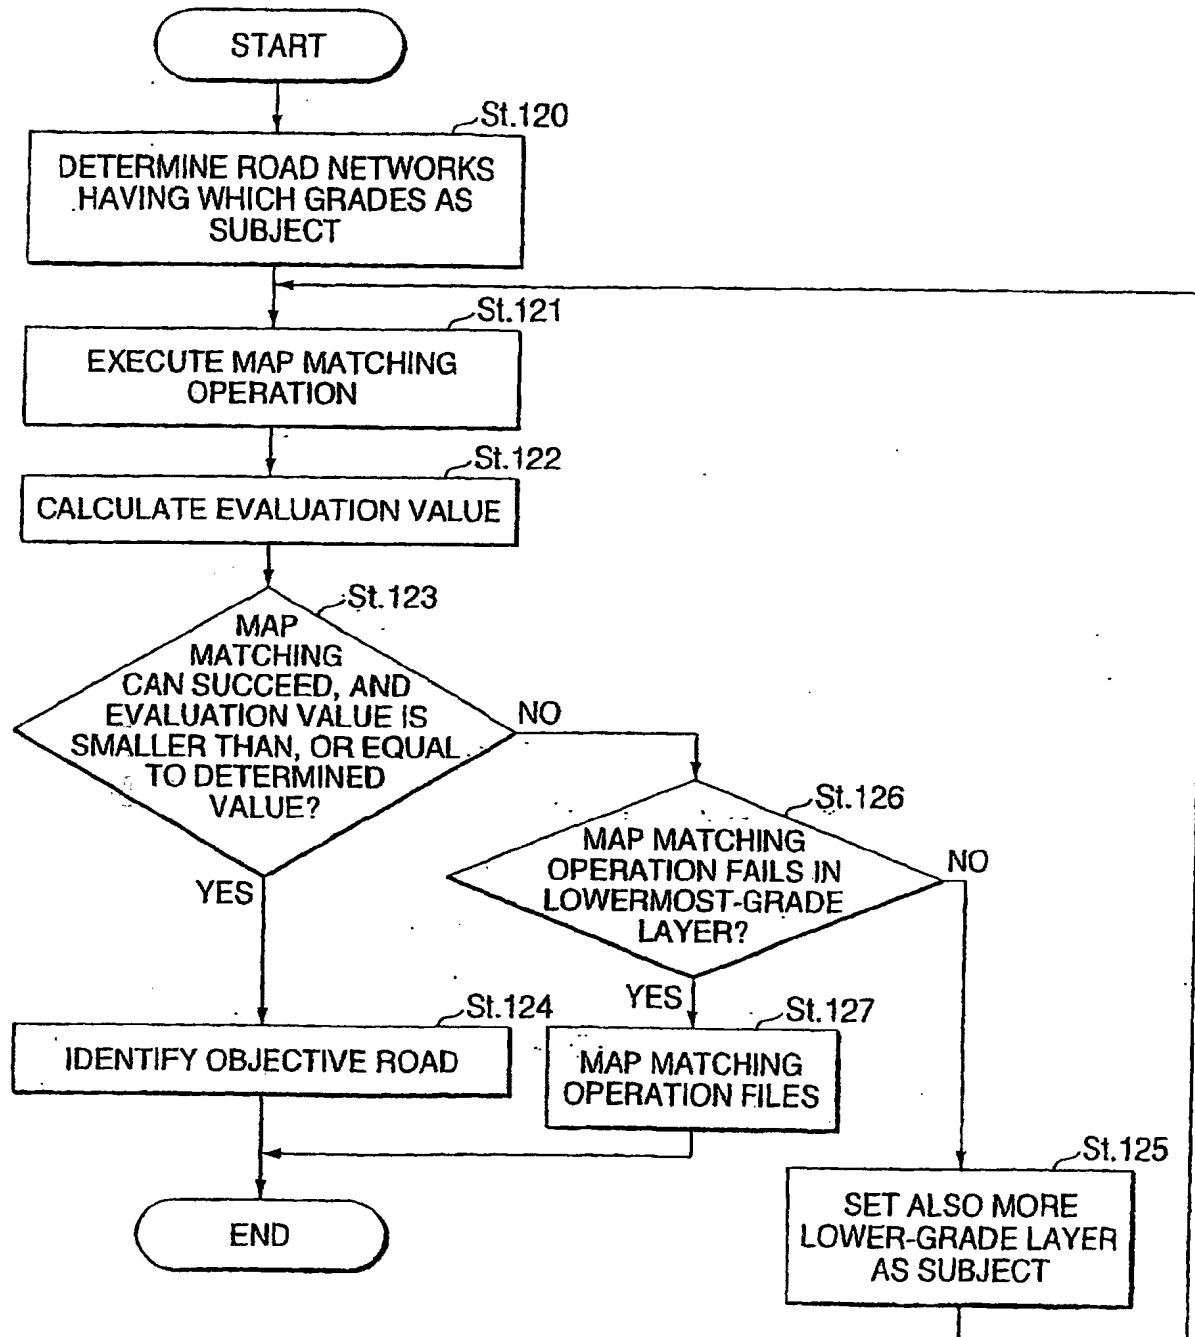 START
St.120
DETERMINE ROAD NETWORKS
HAVING WHICH GRADES AS
SUBJECT
St.121
EXECUTE MAP MATCHING
OPERATION
St.122
CALCULATE EVALUATION VALUE
St.123
MAP
MATCHING
CAN SUCCEED, AND
EVALUATION VALUE IS
SMALLER THAN, OR EQUAL
TO DETERMINED
VALUE?
NO
YES
St.126
MAP MATCHING
OPERATION FAILS IN
LOWERMOST-GRADE
LAYER?
NO
YES
St.124
IDENTIFY OBJECTIVE ROAD
St.127
MAP MATCHING
OPERATION FILES
St.125
SET ALSO MORE
LOWER-GRADE LAYER
AS SUBJECT
END